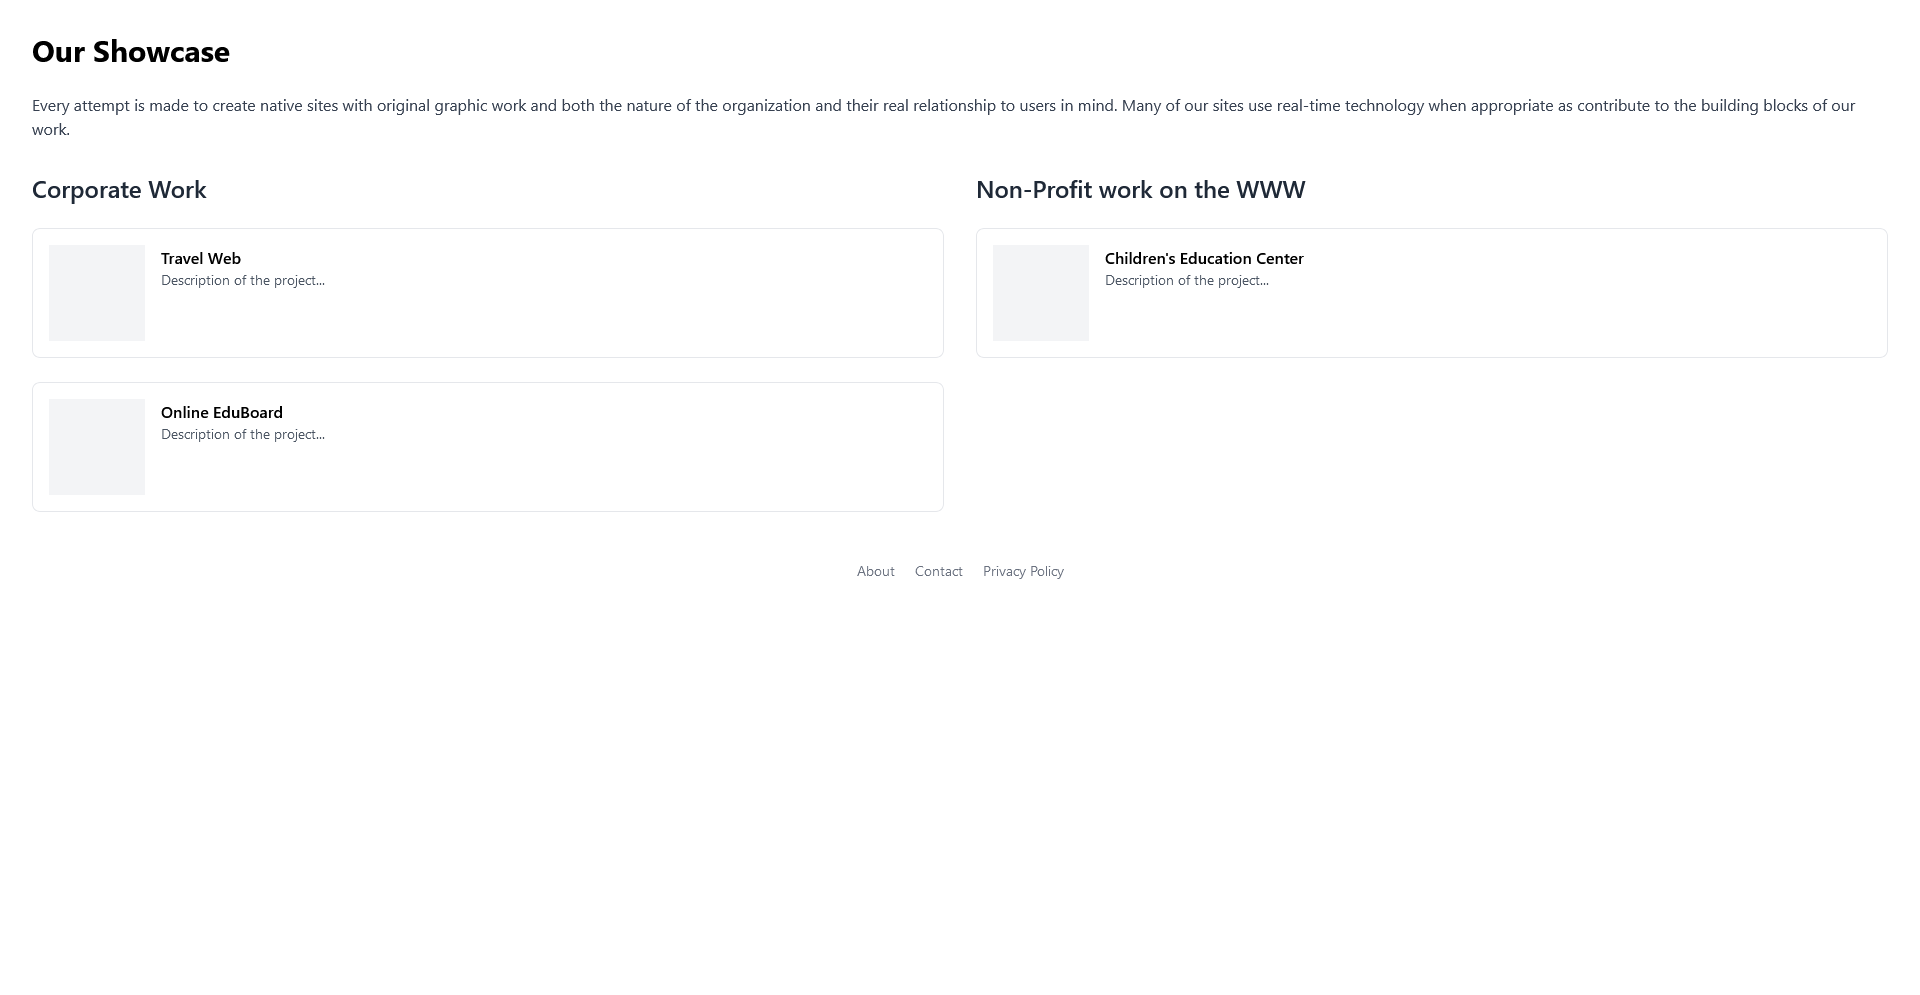 Our Showcase
Every attempt is made to create native sites with original graphic work and both the nature of the organization and their real relationship to users in mind. Many of our sites use real-time technology when appropriate as contribute to the building blocks of our
work.
Corporate Work
Travel Web
Description of the project...
Online EduBoard
Description of the project...
Non-Profit work on the WWW
Children's Education Center
Description of the project...
About Contact Privacy Policy